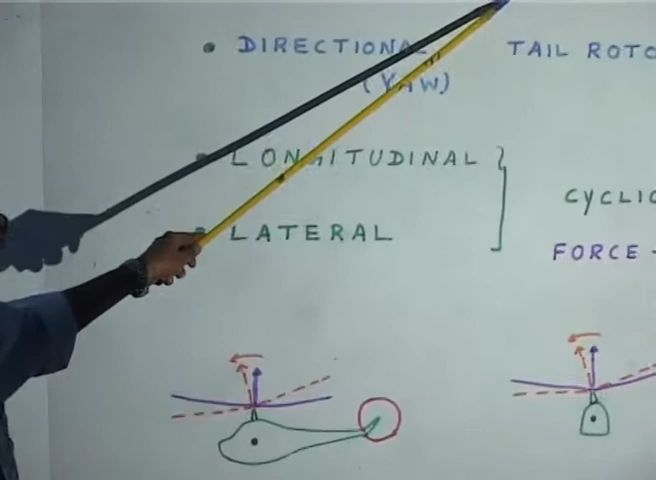 • DIRECTIONAL TAIL ROTO
(YAW)
• LONGITUDINAL
CYCLIC
• LATERAL
FORCE -